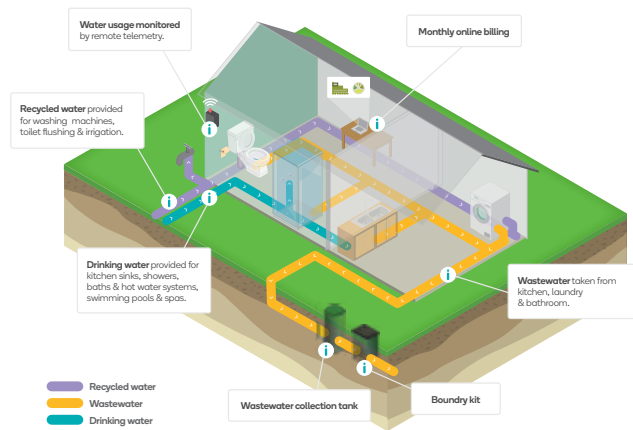 Water usage monitored
by remote telemetry.
Monthly online billing
Recycled water provided
for washing machines,
toilet flushing & irrigation.
Drinking water provided for
kitchen sinks, showers,
baths & hot water systems,
swimming pools & spas.
Wastewater taken from
kitchen, laundry
& bathroom.
Recycled water
Wastewater
Drinking water
Wastewater collection tank
Boundry kit